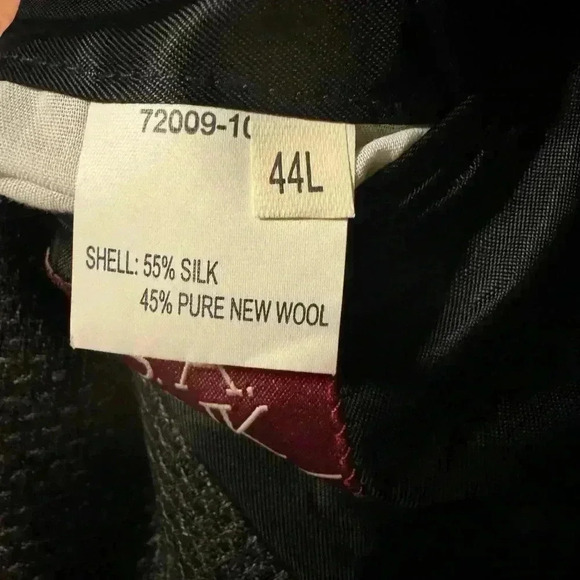 72009-10
44L
SHELL: 55% SILK
45% PURE NEW WOOL